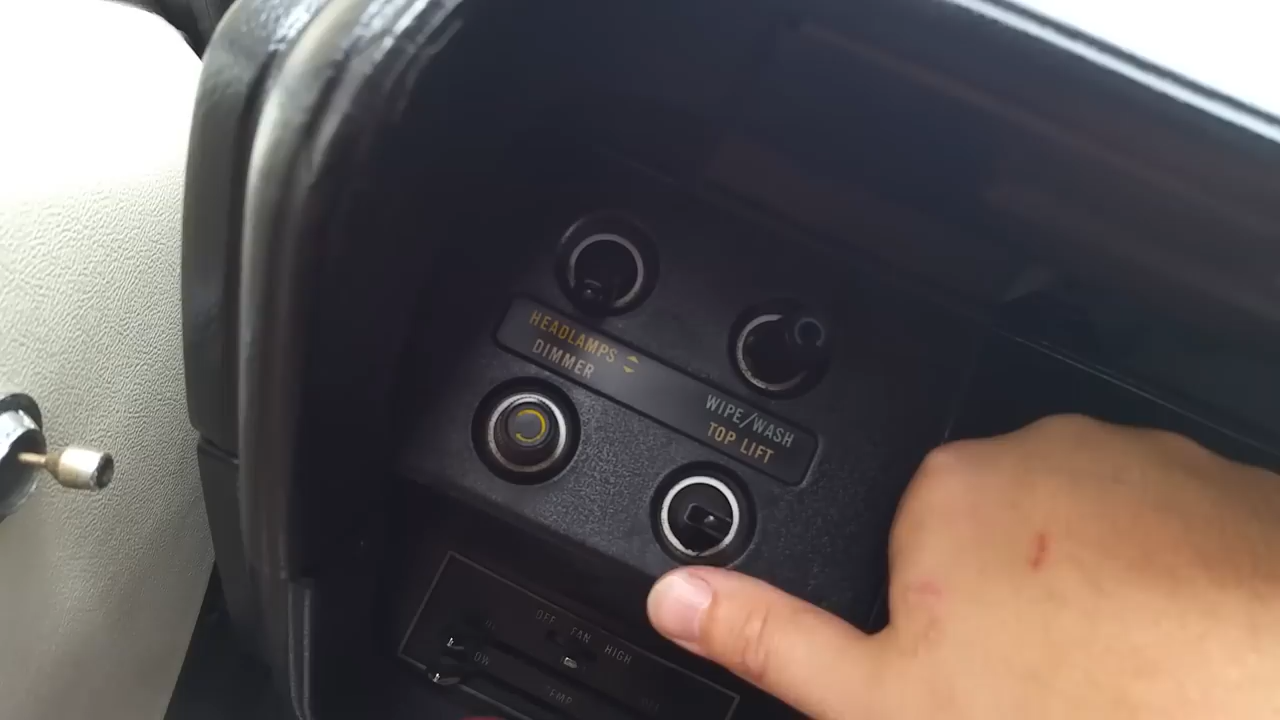 HEADLAMPS
DIMMER
WIPE/WASH
TOP LIFT
OFF FAN HIGH